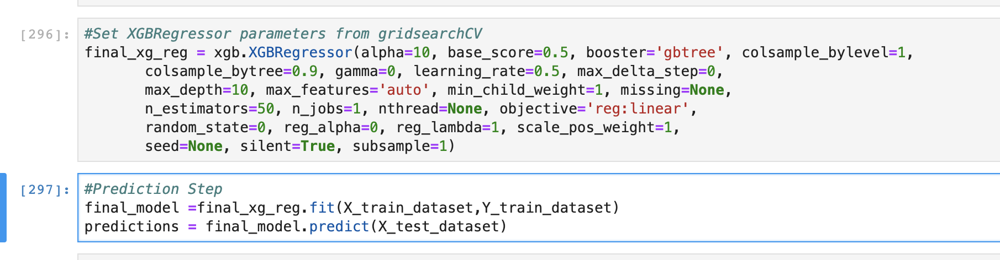 [296]:
#Set XGBRegressor parameters from gridsearchCV
final_xg_reg = xgb.XGBRegressor(alpha=10, base_score=0.5, booster='gbtree', colsample_bylevel=1,
       colsample_bytree=0.9, gamma=0, learning_rate=0.5, max_delta_step=0,
       max_depth=10, max_features='auto', min_child_weight=1, missing=None,
       n_estimators=50, n_jobs=1, nthread=None, objective='reg:linear',
       random_state=0, reg_alpha=0, reg_lambda=1, scale_pos_weight=1,
       seed=None, silent=True, subsample=1)
[297]:
#Prediction Step
final_model =final_xg_reg.fit(X_train_dataset,Y_train_dataset)
predictions = final_model.predict(X_test_dataset)